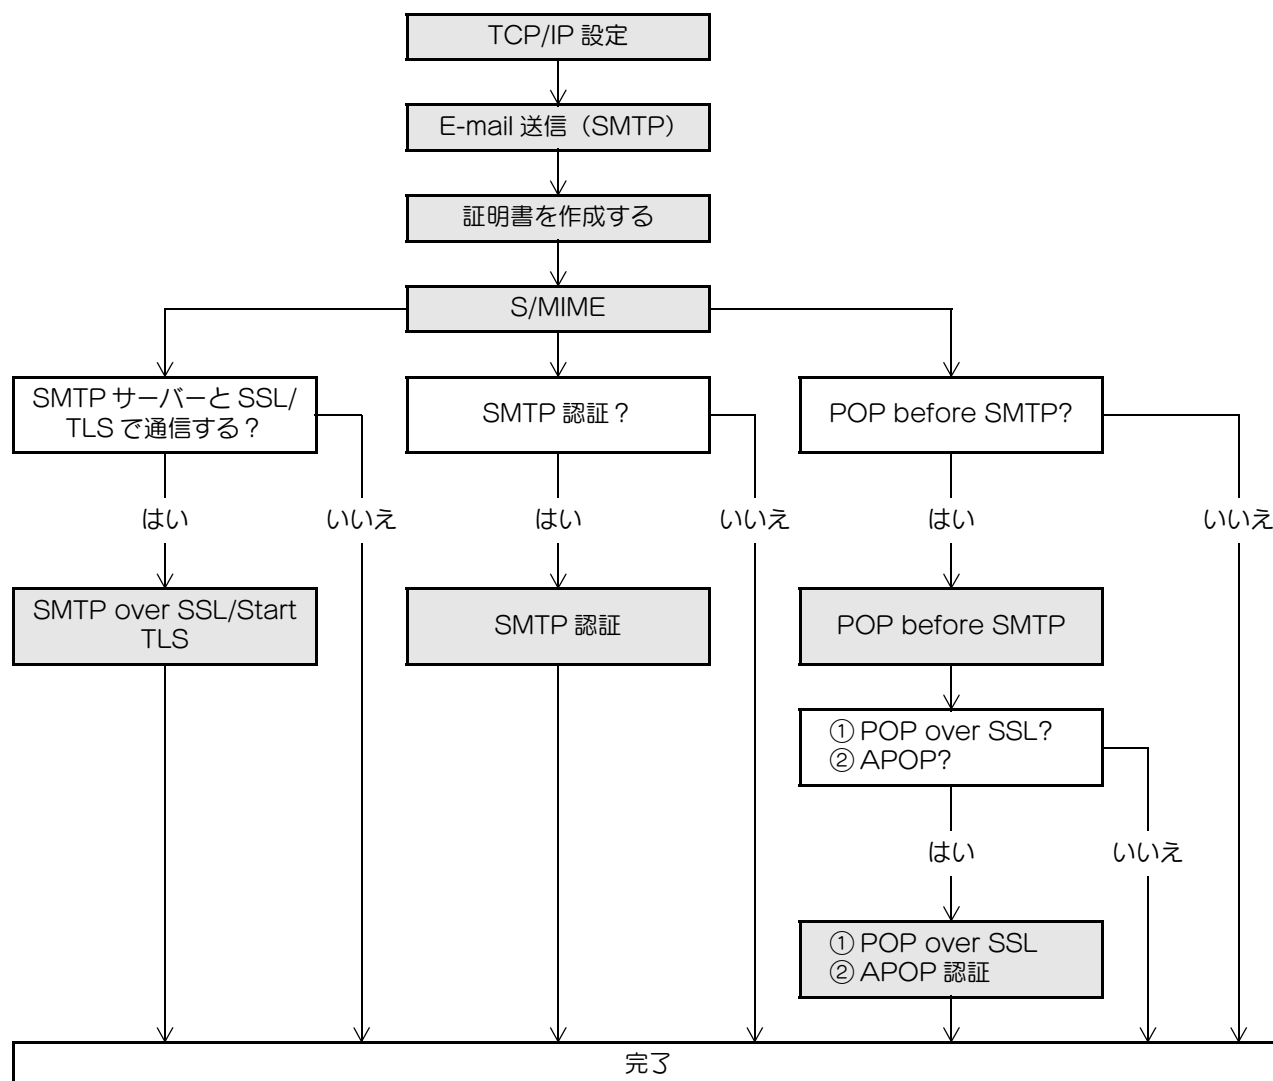 TCP/IP 設定
E-mail 送信（SMTP）
証明書を作成する
S/MIME
SMTP サーバーと SSL/
TLS で通信する？
SMTP 認証？
POP before SMTP?
はい
いいえ
はい
いいえ
はい
いいえ
SMTP over SSL/Start
TLS
SMTP 認証
POP before SMTP
① POP over SSL?
② APOP?
はい
いいえ
① POP over SSL
② APOP 認証
完了